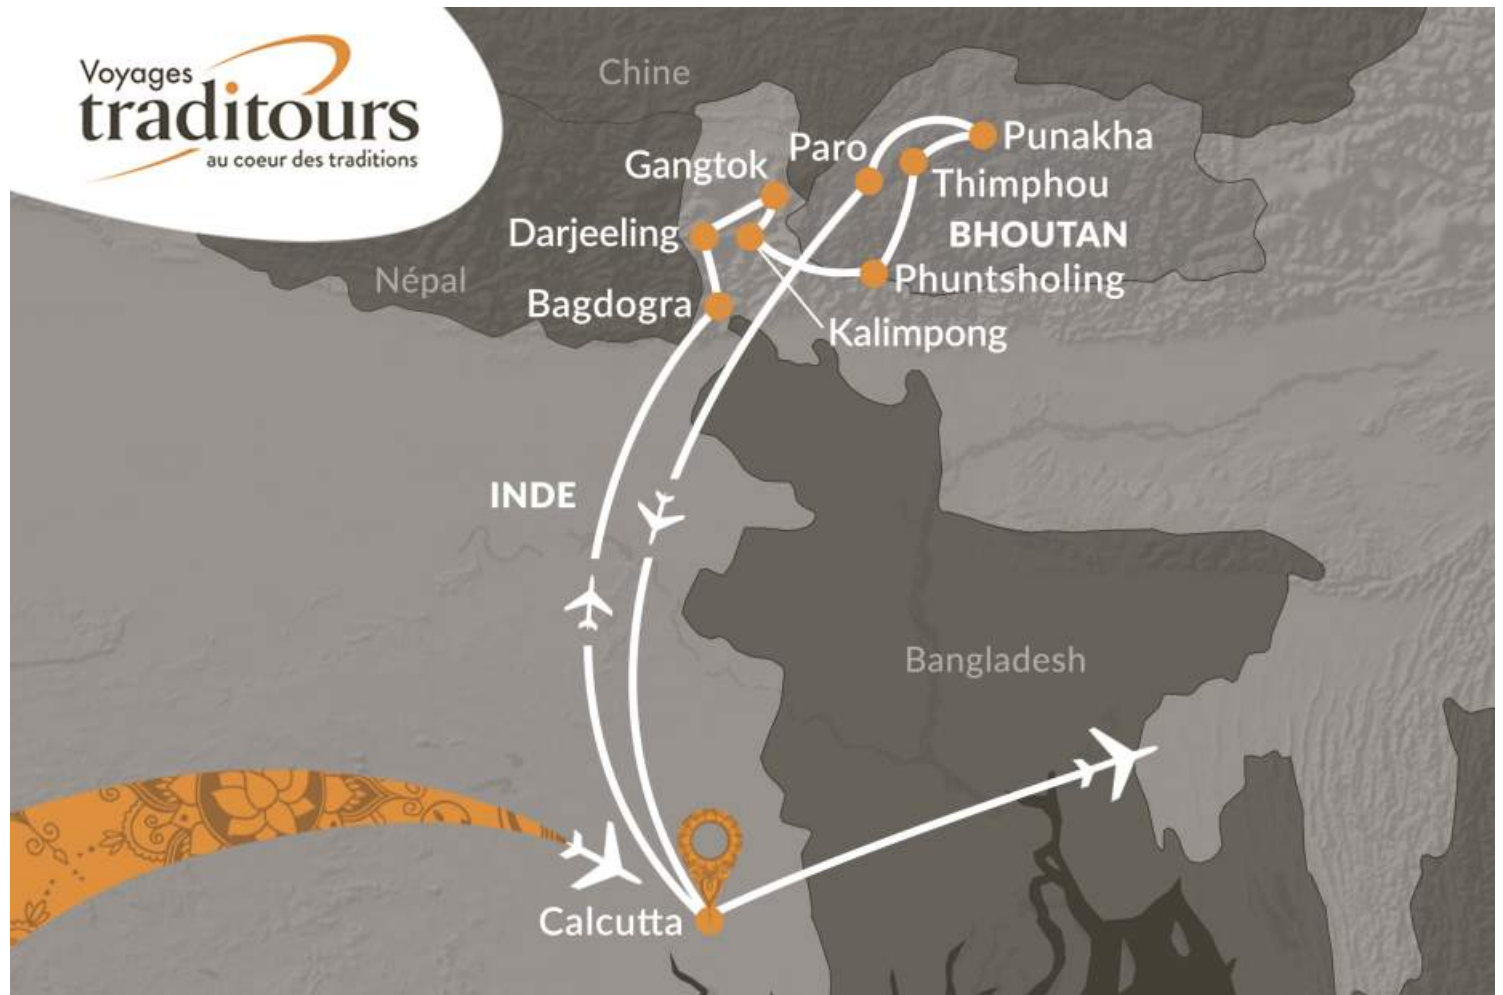 Voyages
traditours
au coeur des traditions
Chine
Paro
Punakha
Gangtok
Thimphou
Darjeeling
BHOUTAN
Népal
Phuntsholing
Bagdogra
Kalimpong
INDE
Bangladesh
Calcutta